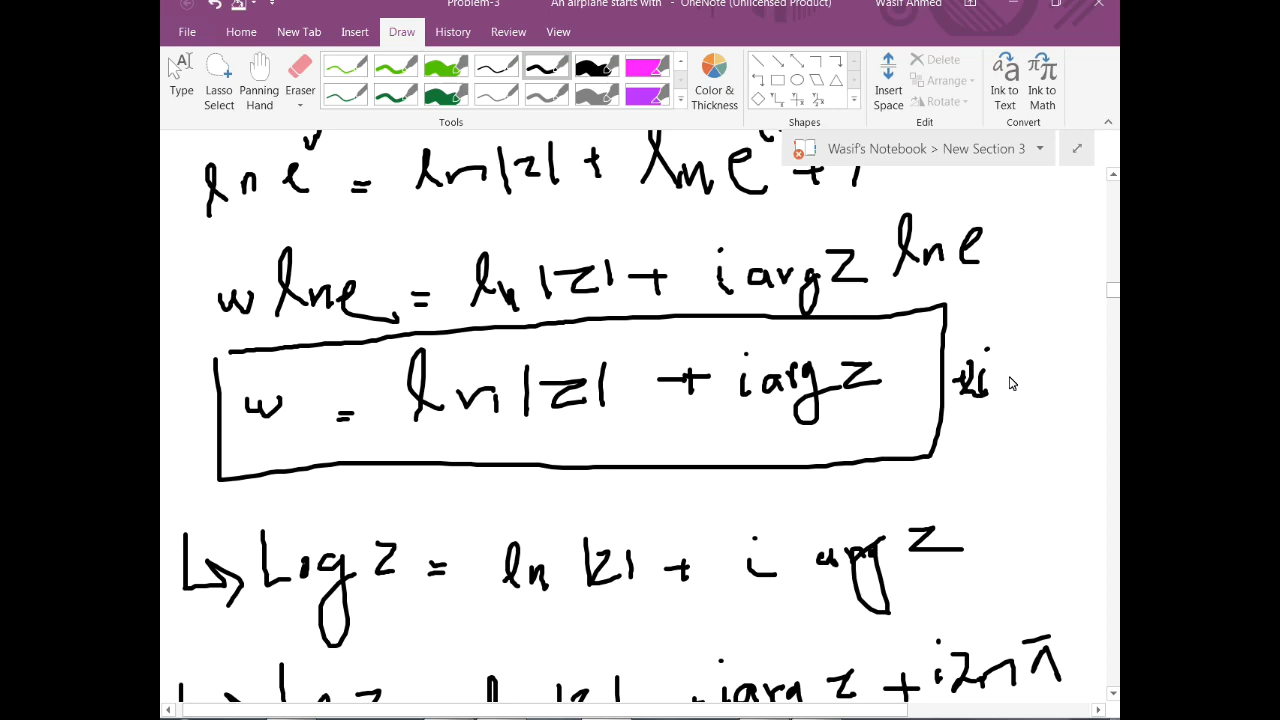 Problem-3 An airplane starts with - OneNote (Unlicensed Product) Wasif Ahmed
File Home New Tab Insert Draw History Review View
Type Lasso Select Panning Hand Eraser Color & Thickness Insert Space Delete Arrange Rotate Ink to Text Ink to Math
Tools Shapes Edit Convert
Wasif's Notebook > New Section 3
ln e = ln |z| + ln e
w ln e = ln |z| + i arg z ln e
w = ln |z| + i arg z
Log z = ln |z| + i arg z
Log z = ln |z| + i arg z + i2nπ